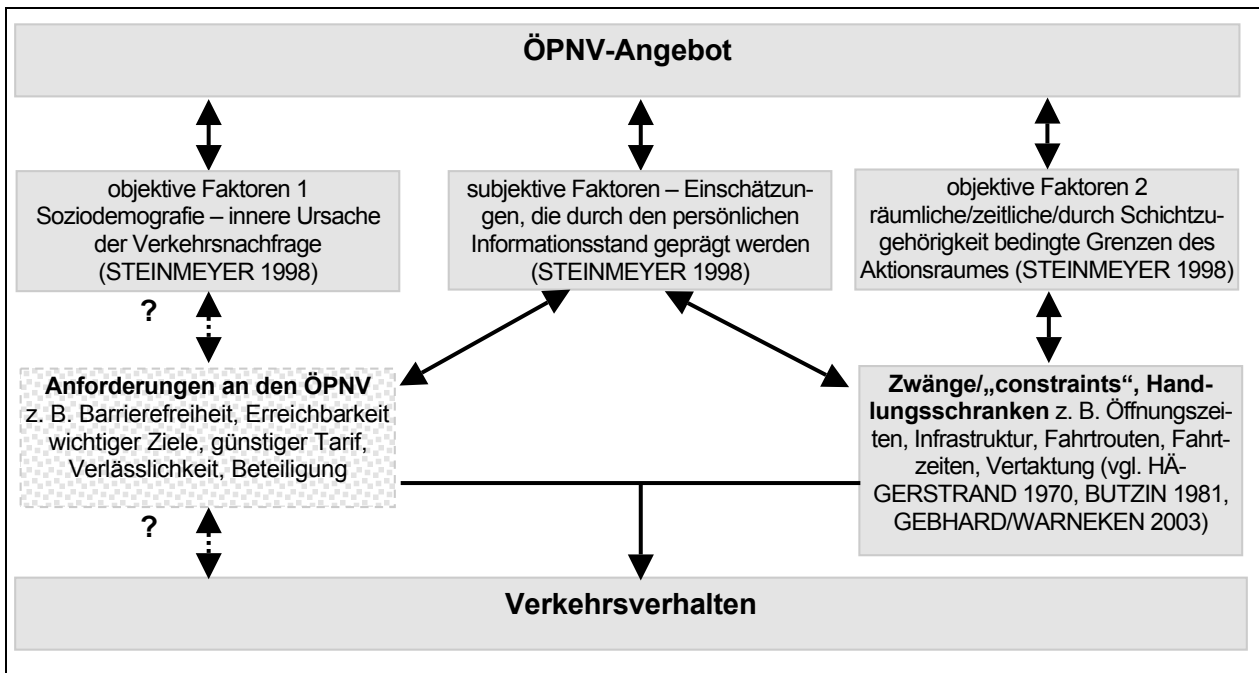 ÖPNV-Angebot
objektive Faktoren 1
Soziodemografie – innere Ursache
der Verkehrsnachfrage
(STEINMEYER 1998)
subjektive Faktoren – Einschätzun-
gen, die durch den persönlichen
Informationsstand geprägt werden
(STEINMEYER 1998)
objektive Faktoren 2
räumliche/zeitliche/durch Schichtzu-
gehörigkeit bedingte Grenzen des
Aktionsraumes (STEINMEYER 1998)
?
Anforderungen an den ÖPNV
z. B. Barrierefreiheit, Erreichbarkeit
wichtiger Ziele, günstiger Tarif,
Verlässlichkeit, Beteiligung
Zwänge/„constraints“, Hand-
lungsschranken z. B. Öffnungszei-
ten, Infrastruktur, Fahrtrouten, Fahrt-
zeiten, Vertaktung (vgl. HÄ-
GERSTRAND 1970, BUTZIN 1981,
GEBHARD/WARNEKEN 2003)
?
Verkehrsverhalten